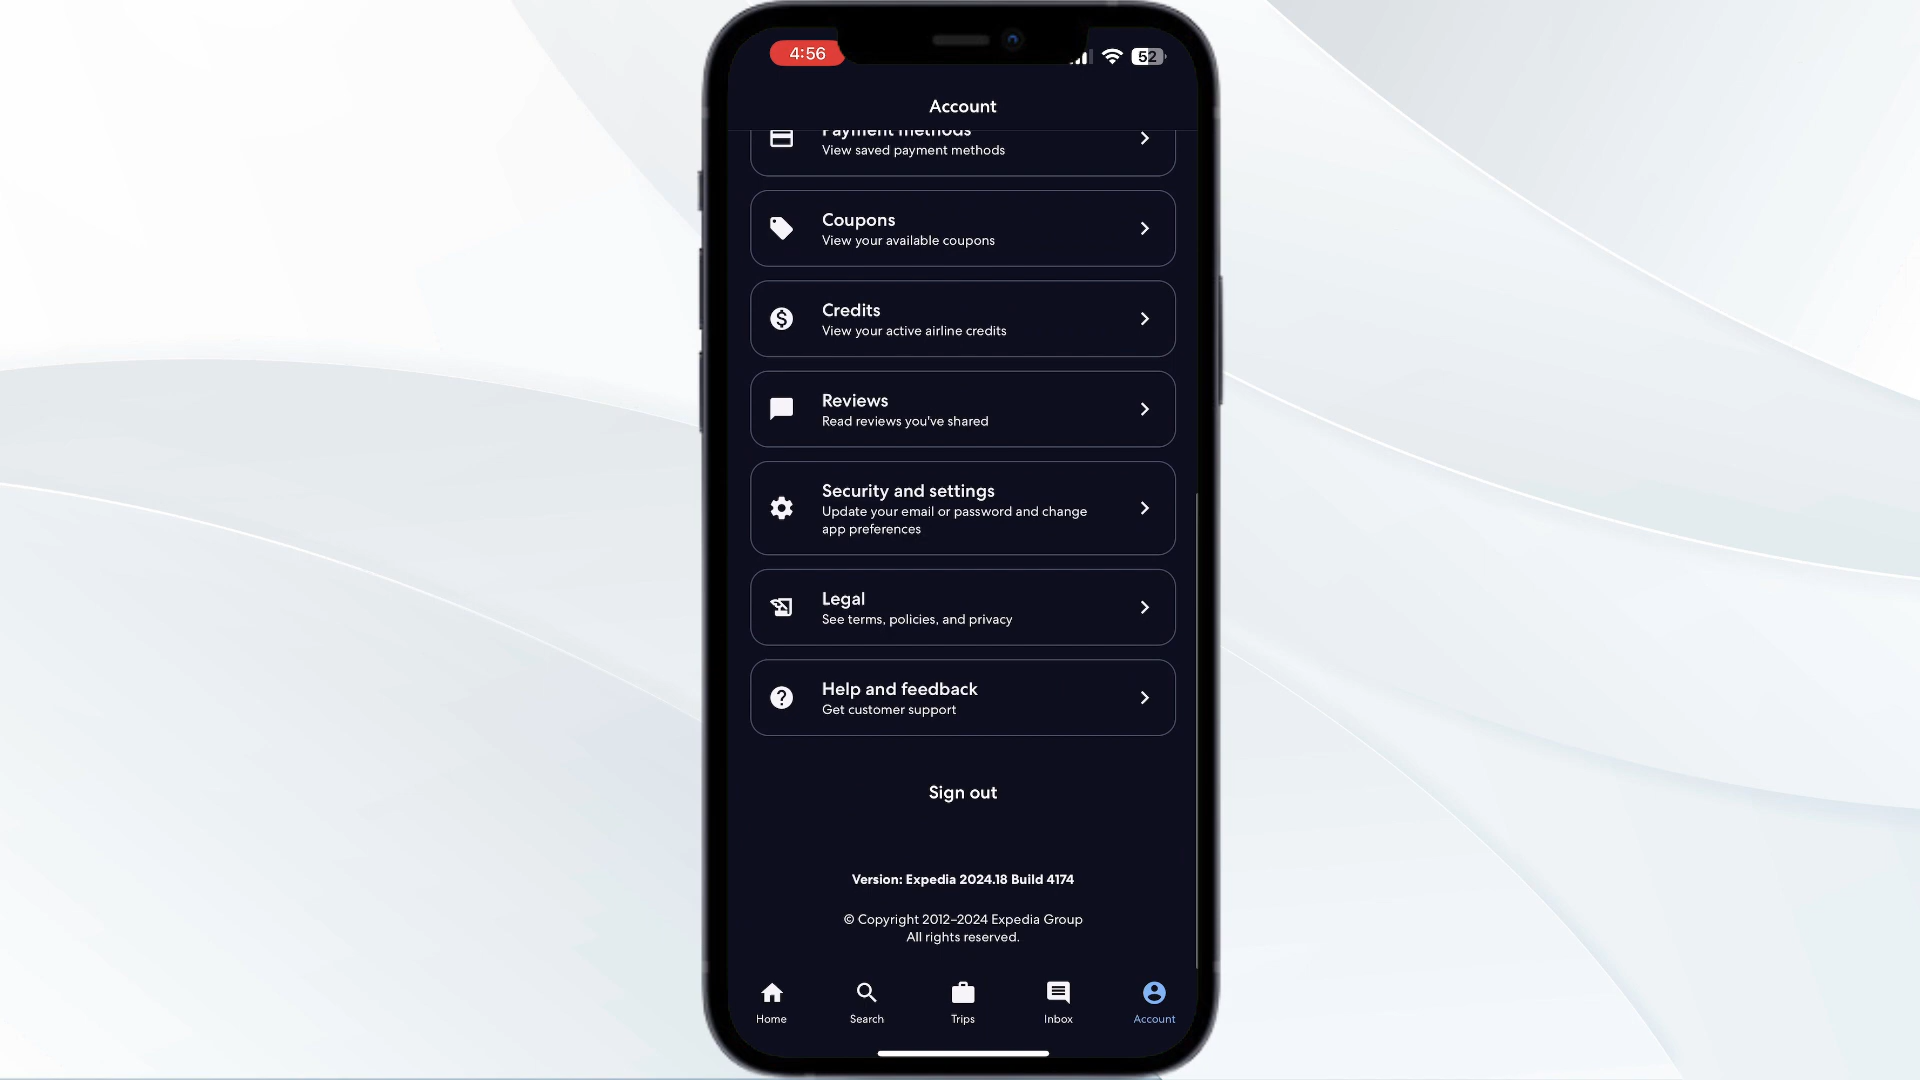 4:56
52
Account
Payment methods
View saved payment methods
Coupons
View your available coupons
Credits
View your active airline credits
Reviews
Read reviews you've shared
Security and settings
Update your email or password and change
app preferences
Legal
See terms, policies, and privacy
Help and feedback
Get customer support
Sign out
Version: Expedia 2024.18 Build 4174
© Copyright 2012–2024 Expedia Group
All rights reserved.
Home Search Trips Inbox Account